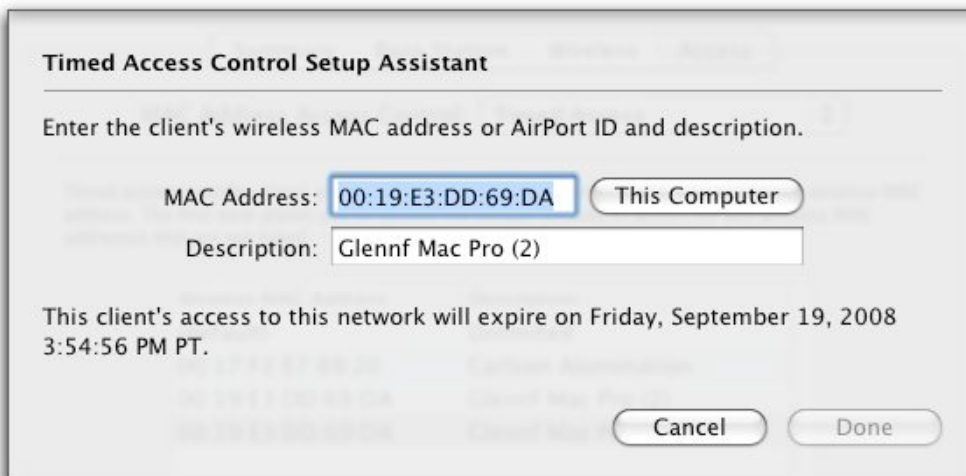 Timed Access Control Setup Assistant
Enter the client's wireless MAC address or AirPort ID and description.
MAC Address: 00:19:E3:DD:69:DA This Computer
Description: Glennf Mac Pro (2)
This client's access to this network will expire on Friday, September 19, 2008
3:54:56 PM PT.
Cancel Done